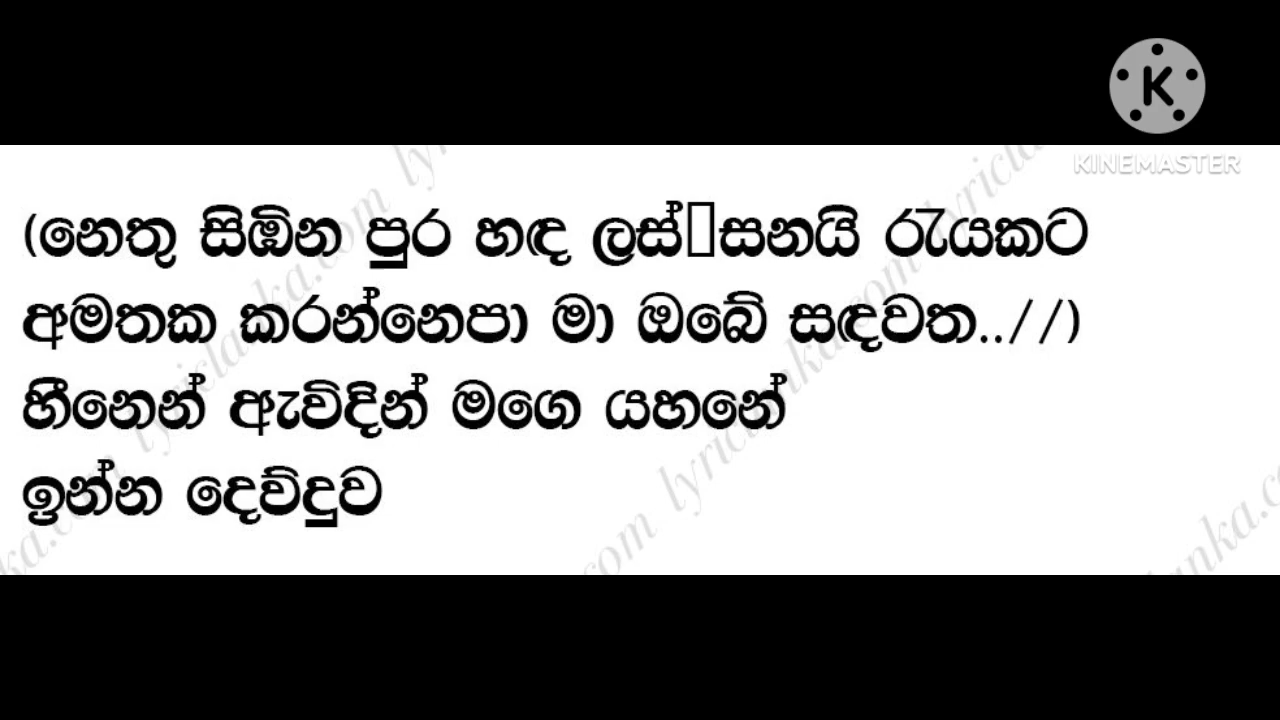 KINEMASTER
(නෙතු සිඹින පුර හඳ ලස්‍සනයි රැයකට
අමතක කරන්නෙපා මා ඔබේ සඳවත..//)
හීනෙන් ඇවිදින් මගෙ යහනේ
ඉන්න දෙව්දුව